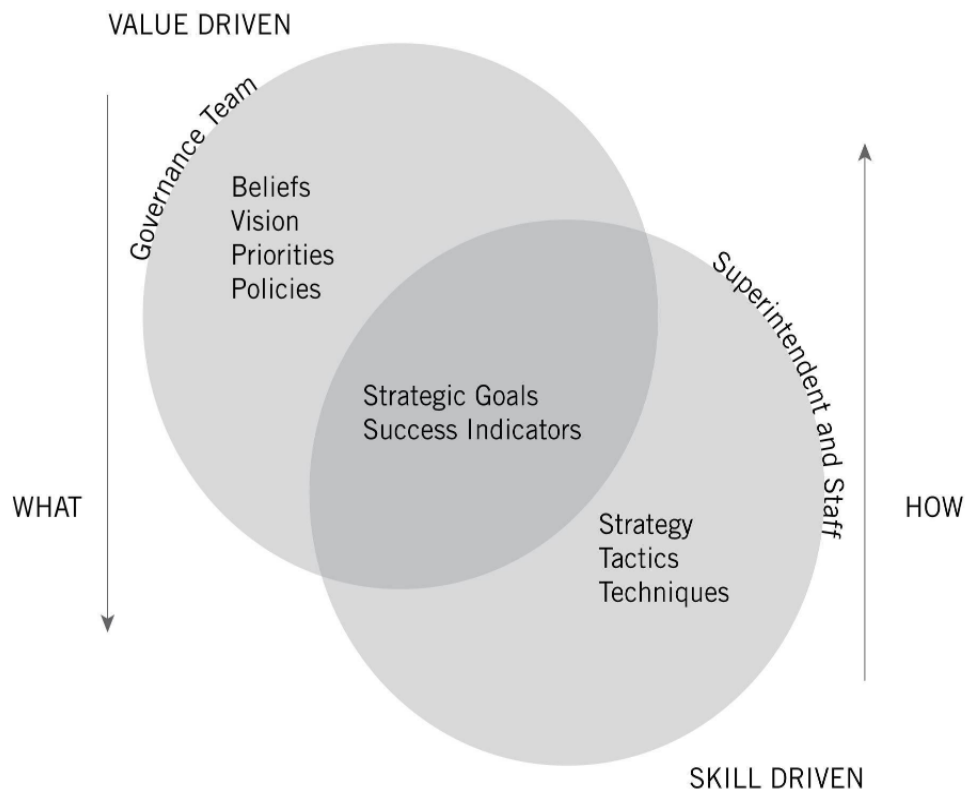 VALUE DRIVEN
Governance Team
Beliefs
Vision
Priorities
Policies
Superintendent and Staff
Strategic Goals
Success Indicators
WHAT
HOW
Strategy
Tactics
Techniques
SKILL DRIVEN